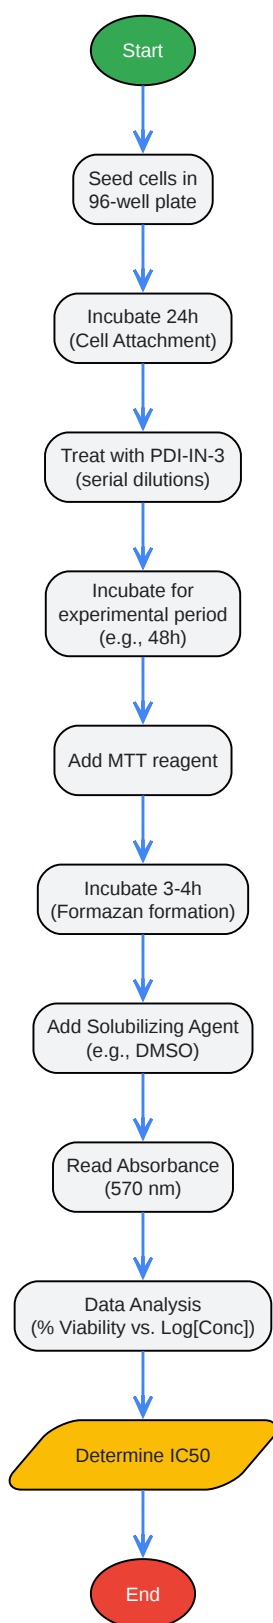 Start
Seed cells in
96-well plate
Incubate 24h
(Cell Attachment)
Treat with PDI-IN-3
(serial dilutions)
Incubate for
experimental period
(e.g., 48h)
Add MTT reagent
Incubate 3-4h
(Formazan formation)
Add Solubilizing Agent
(e.g., DMSO)
Read Absorbance
(570 nm)
Data Analysis
(% Viability vs. Log[Conc])
Determine IC50
End